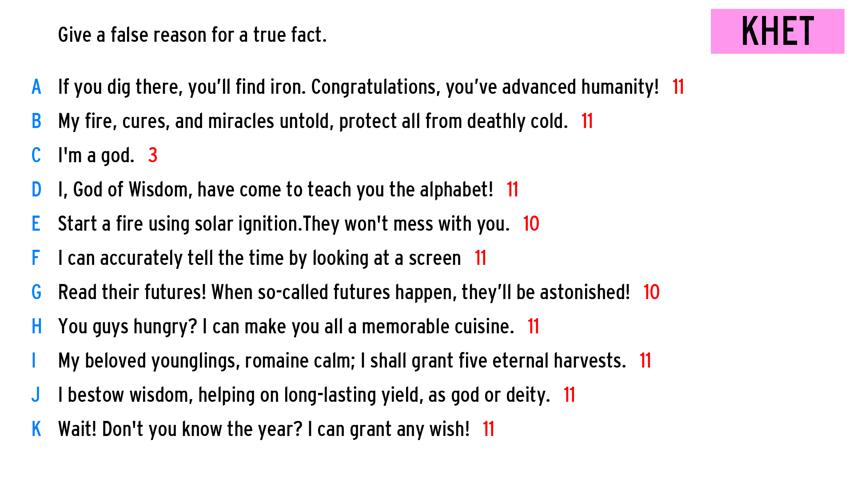 Give a false reason for a true fact.
KHET
A If you dig there, you'll find iron. Congratulations, you've advanced humanity! 11
B My fire, cures, and miracles untold, protect all from deathly cold. 11
C I'm a god. 3
D I, God of Wisdom, have come to teach you the alphabet! 11
E Start a fire using solar ignition.They won't mess with you. 10
F I can accurately tell the time by looking at a screen 11
G Read their futures! When so-called futures happen, they'll be astonished! 10
H You guys hungry? I can make you all a memorable cuisine. 11
I My beloved younglings, romaine calm; I shall grant five eternal harvests. 11
J I bestow wisdom, helping on long-lasting yield, as god or deity. 11
K Wait! Don't you know the year? I can grant any wish! 11